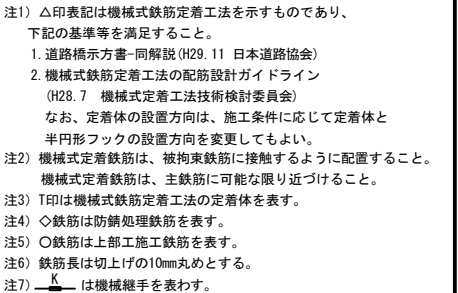 注1）△印表記は機械式鉄筋定着工法を示すものであり、
下記の基準等を満足すること。
1. 道路橋示方書-同解説(H29.11 日本道路協会)
2. 機械式鉄筋定着工法の配筋設計ガイドライン
(H28.7 機械式定着工法技術検討委員会)
なお、定着体の設置方向は、施工条件に応じて定着体と
半円形フックの設置方向を変更してもよい。
注2）機械式定着鉄筋は、被拘束鉄筋に接触するように配置すること。
機械式定着鉄筋は、主鉄筋に可能な限り近づけること。
注3）T印は機械式鉄筋定着工法の定着体を表す。
注4）◇鉄筋は防錆処理鉄筋を表す。
注5）○鉄筋は上部工施工鉄筋を表す。
注6）鉄筋長は切上げの10mm丸めとする。
注7）K は機械継手を表わす。